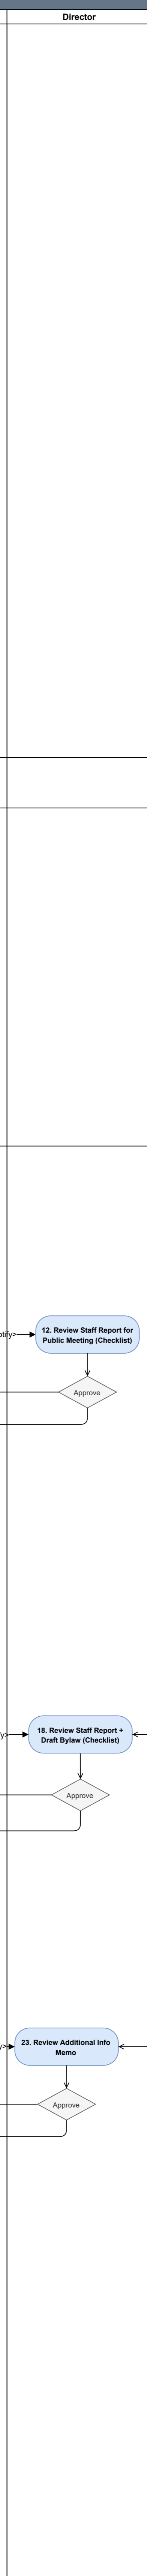 Director
12. Review Staff Report for
Public Meeting (Checklist)
Approve
18. Review Staff Report +
Draft Bylaw (Checklist)
Approve
23. Review Additional Info
Memo
Approve